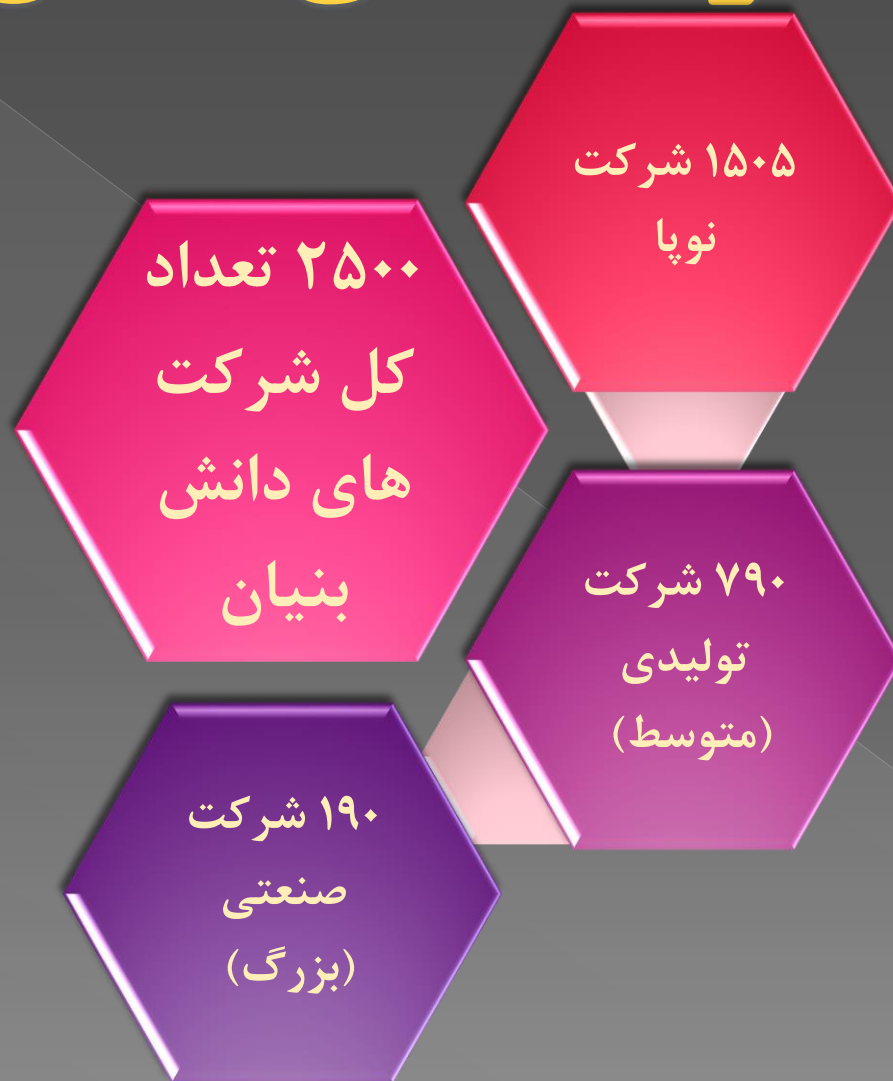 ۲۵۰۰ تعداد
کل شرکت
های دانش
بنیان
۱۵۰۵ شرکت
نوپا
۷۹۰ شرکت
تولیدی
(متوسط)
۱۹۰ شرکت
صنعتی
(بزرگ)